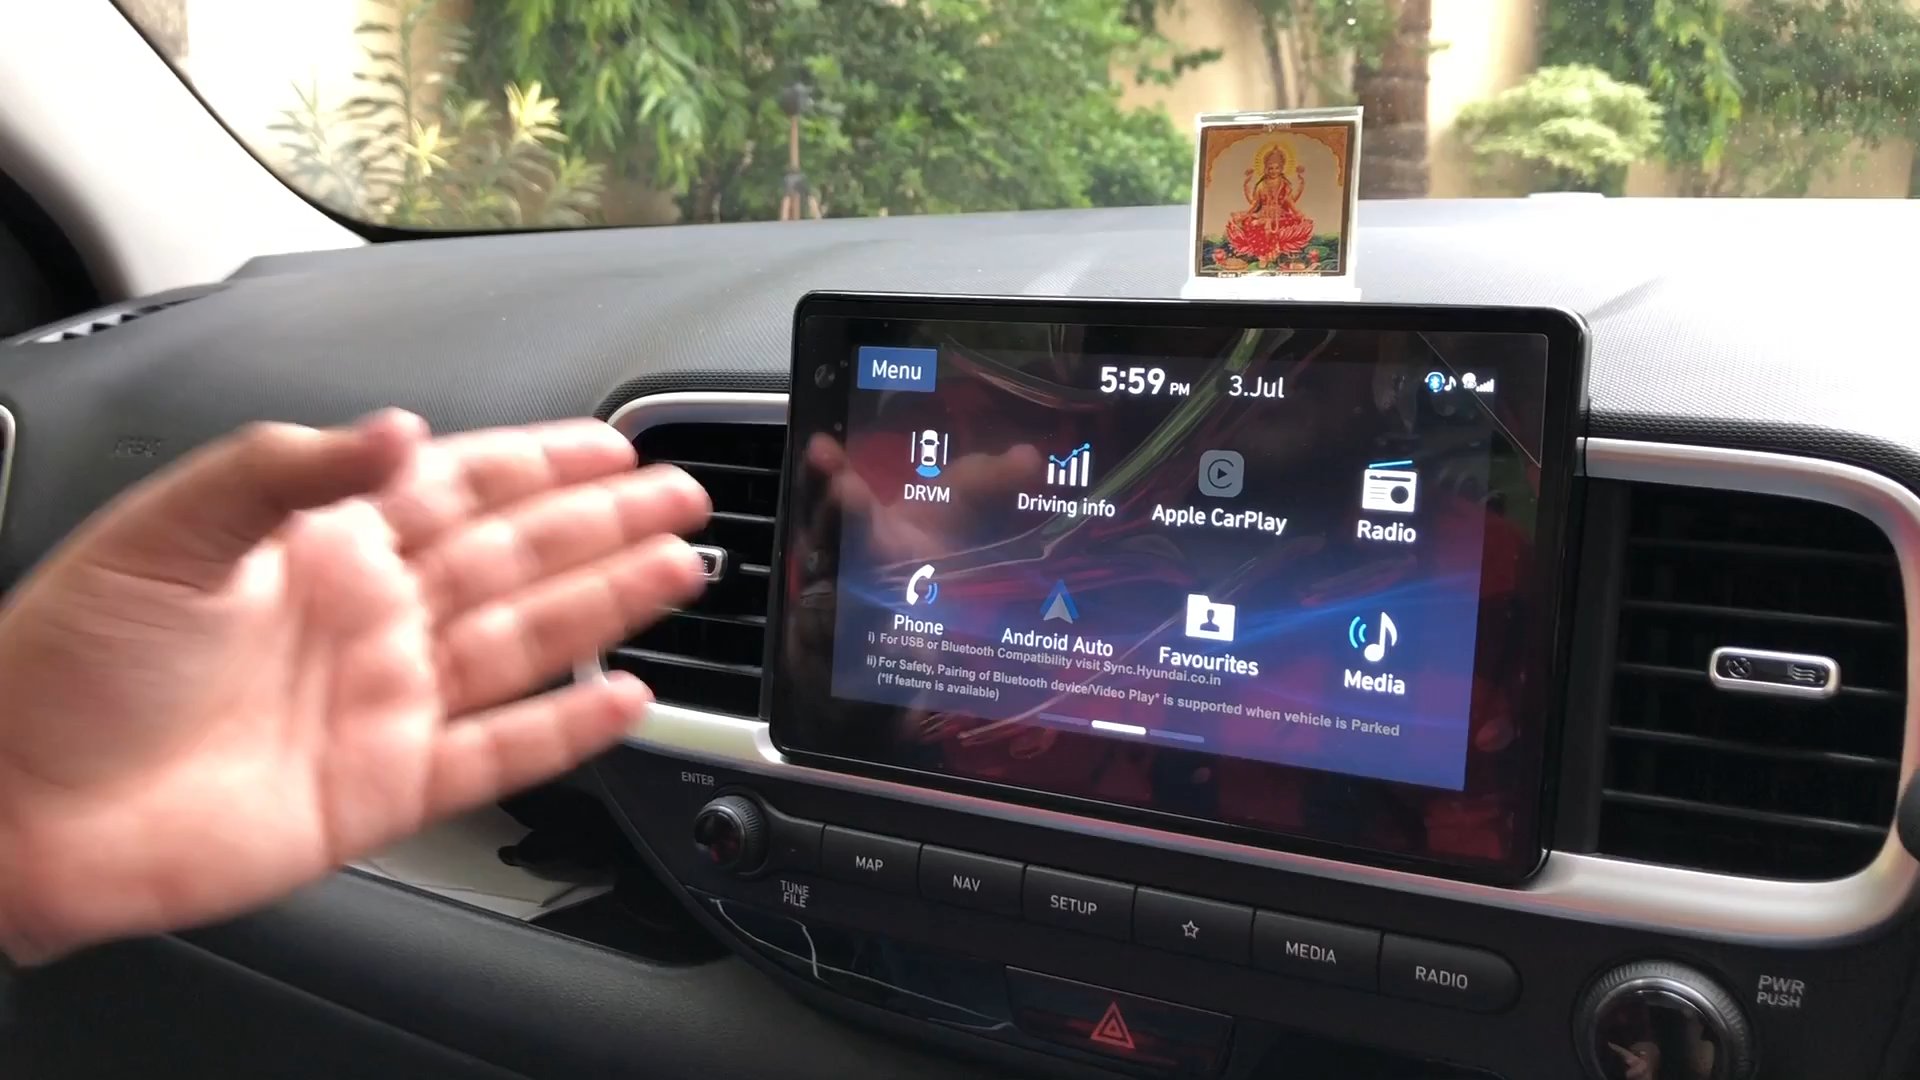 Menu
5:59 PM 3.Jul
DRVM
Driving info
Apple CarPlay
Radio
Phone
Android Auto
Favourites
Media
i) For USB or Bluetooth Compatibility visit Sync.Hyundai.co.in
ii) For Safety, Pairing of Bluetooth device/Video Play* is supported when vehicle is Parked
(*If feature is available)
ENTER
TUNE
FILE
MAP
NAV
SETUP
MEDIA
RADIO
PWR
PUSH